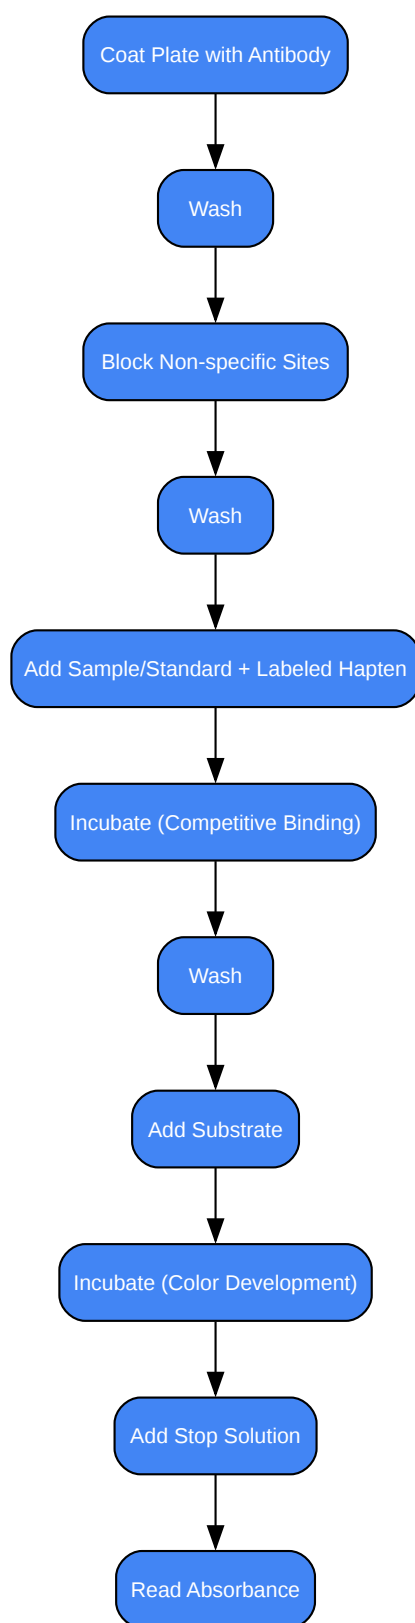 Coat Plate with Antibody
Wash
Block Non-specific Sites
Wash
Add Sample/Standard + Labeled Hapten
Incubate (Competitive Binding)
Wash
Add Substrate
Incubate (Color Development)
Add Stop Solution
Read Absorbance